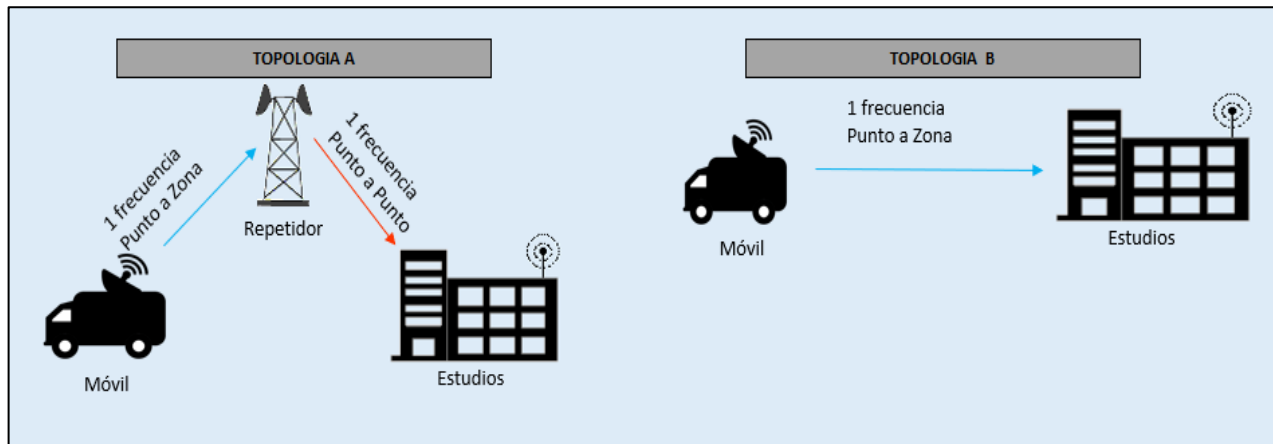 TOPOLOGIA A
1 frecuencia
Punto a Zona
1 frecuencia
Punto a Punto
Repetidor
Móvil
Estudios
TOPOLOGIA B
1 frecuencia
Punto a Zona
Móvil
Estudios